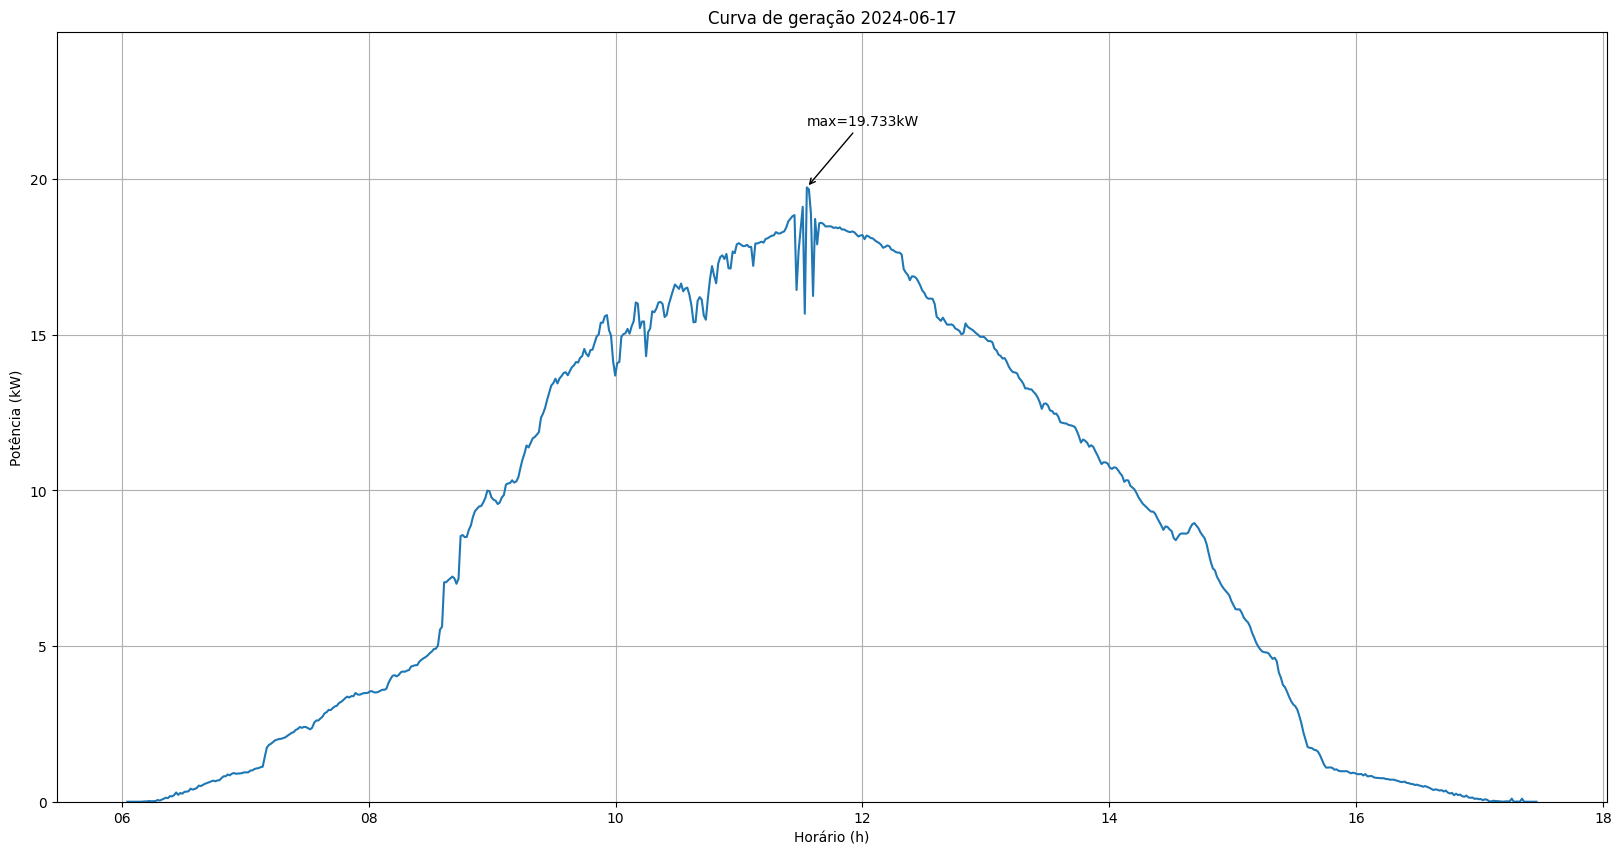 Curva de geração 2024-06-17
max=19.733kW
20
15
10
5
0
Potência (kW)
06 08 10 12 14 16 18
Horário (h)